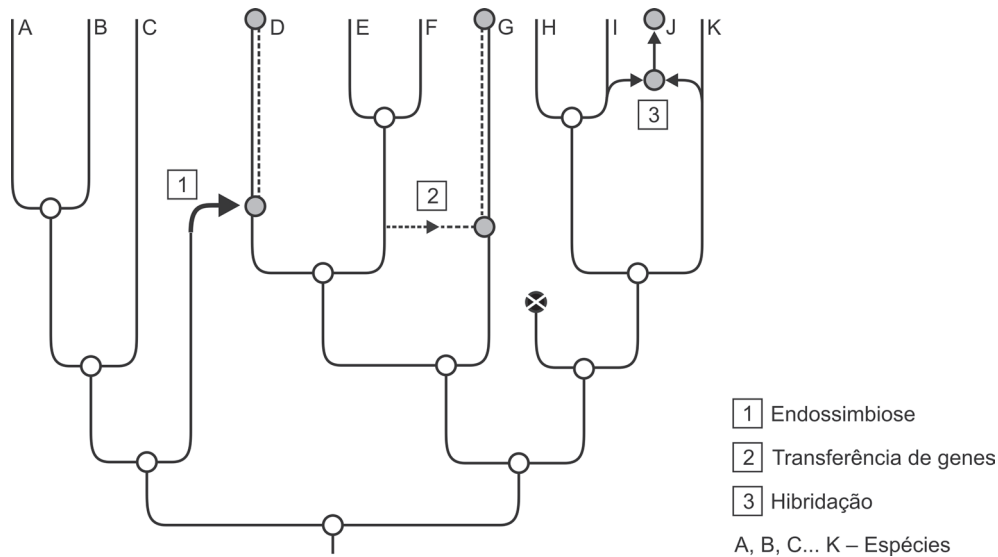 A B C D E F G H I J K
3
1
2
1 Endossimbiose
2 Transferência de genes
3 Hibridação
A, B, C... K – Espécies